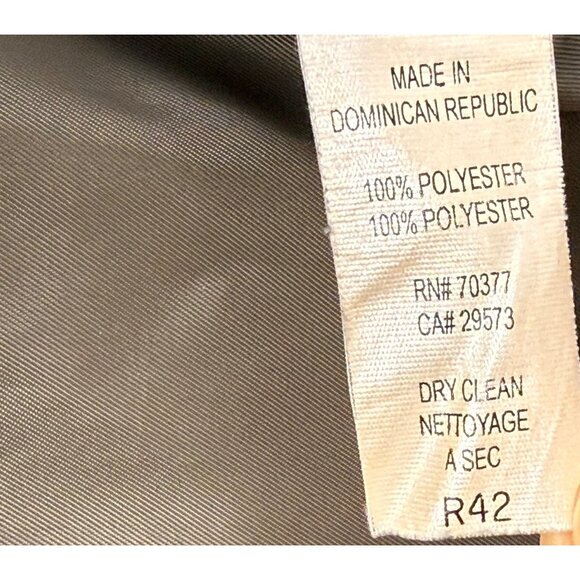 MADE IN
DOMINICAN REPUBLIC
100% POLYESTER
100% POLYESTER
RN# 70377
CA# 29573
DRY CLEAN
NETTOYAGE
A SEC
R42